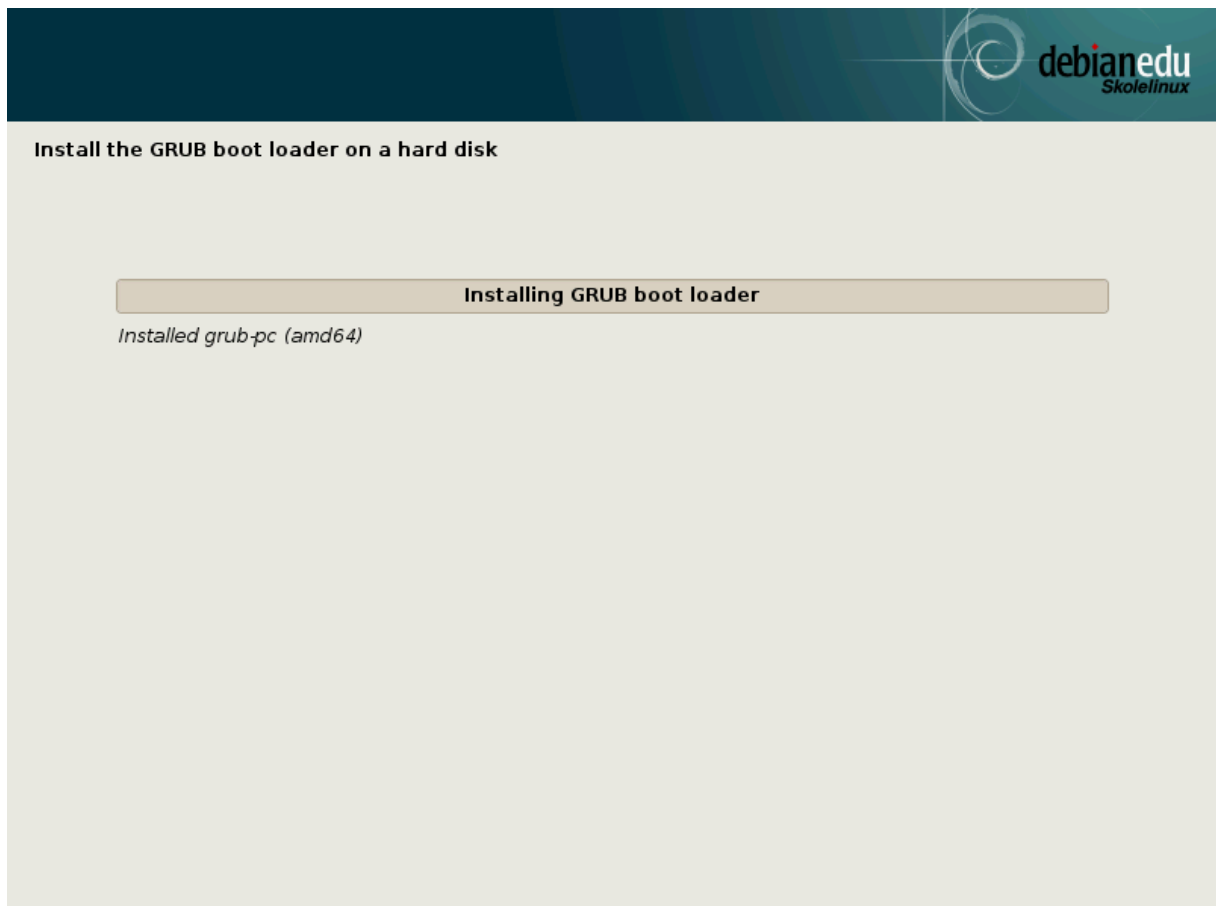 debianedu
Skolelinux
Install the GRUB boot loader on a hard disk
Installing GRUB boot loader
Installed grub-pc (amd64)